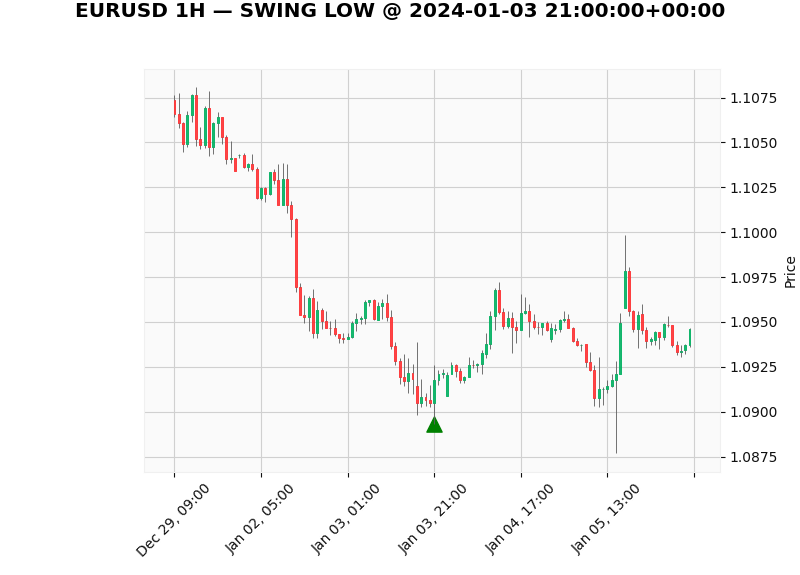 EURUSD 1H — SWING LOW @ 2024-01-03 21:00:00+00:00
1.1075
1.1050
1.1025
1.1000
1.0975
1.0950
1.0925
1.0900
1.0875
Price
Dec 29, 09:00
Jan 02, 05:00
Jan 03, 01:00
Jan 03, 21:00
Jan 04, 17:00
Jan 05, 13:00